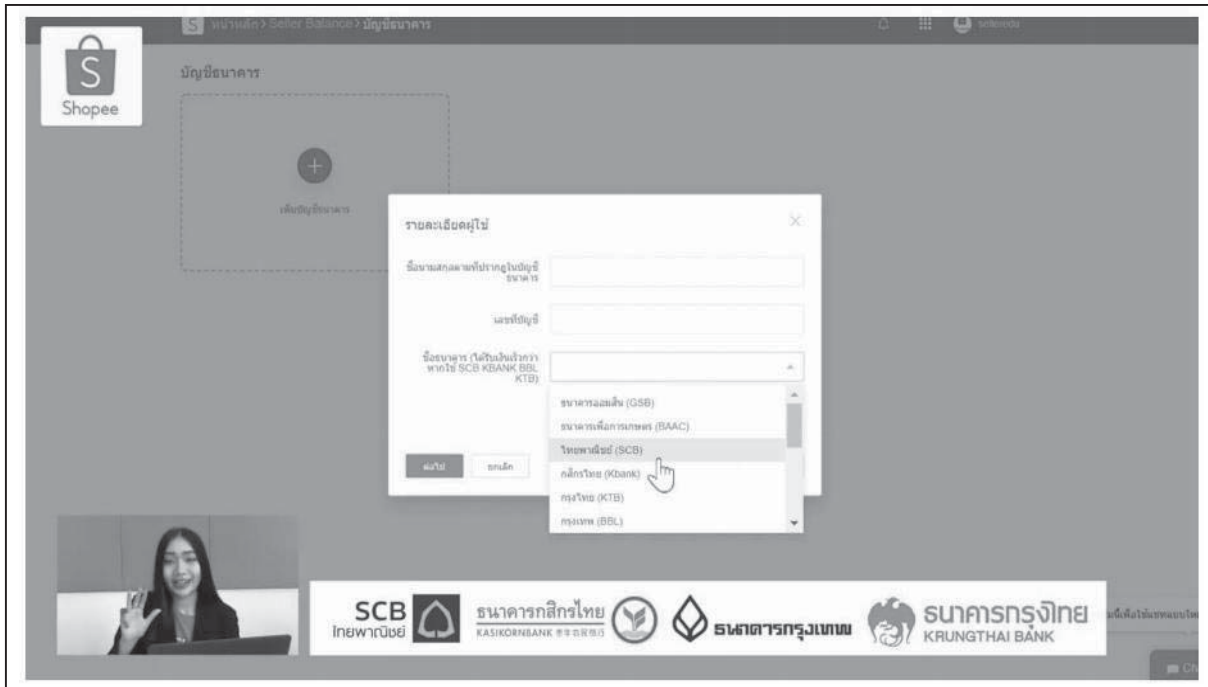 S หน้าหลัก > Seller Balance > บัญชีธนาคาร
selleredu
S
Shopee
บัญชีธนาคาร
เพิ่มบัญชีธนาคาร
รายละเอียดผู้ใช้
ชื่อนามสกุลตามที่ปรากฏในบัญชี
ธนาคาร
เลขที่บัญชี
ชื่อธนาคาร (ได้รับเงินเร็วกว่า
หากใช้ SCB KBANK BBL
KTB)
ธนาคารออมสิน (GSB)
ธนาคารเพื่อการเกษตร (BAAC)
ไทยพาณิชย์ (SCB)
กสิกรไทย (Kbank)
กรุงไทย (KTB)
กรุงเทพ (BBL)
ต่อไป ยกเลิก
SCB
ไทยพาณิชย์
ธนาคารกสิกรไทย
KASIKORNBANK
ธนาคารกรุงเทพ
ธนาคารกรุงไทย
KRUNGTHAI BANK